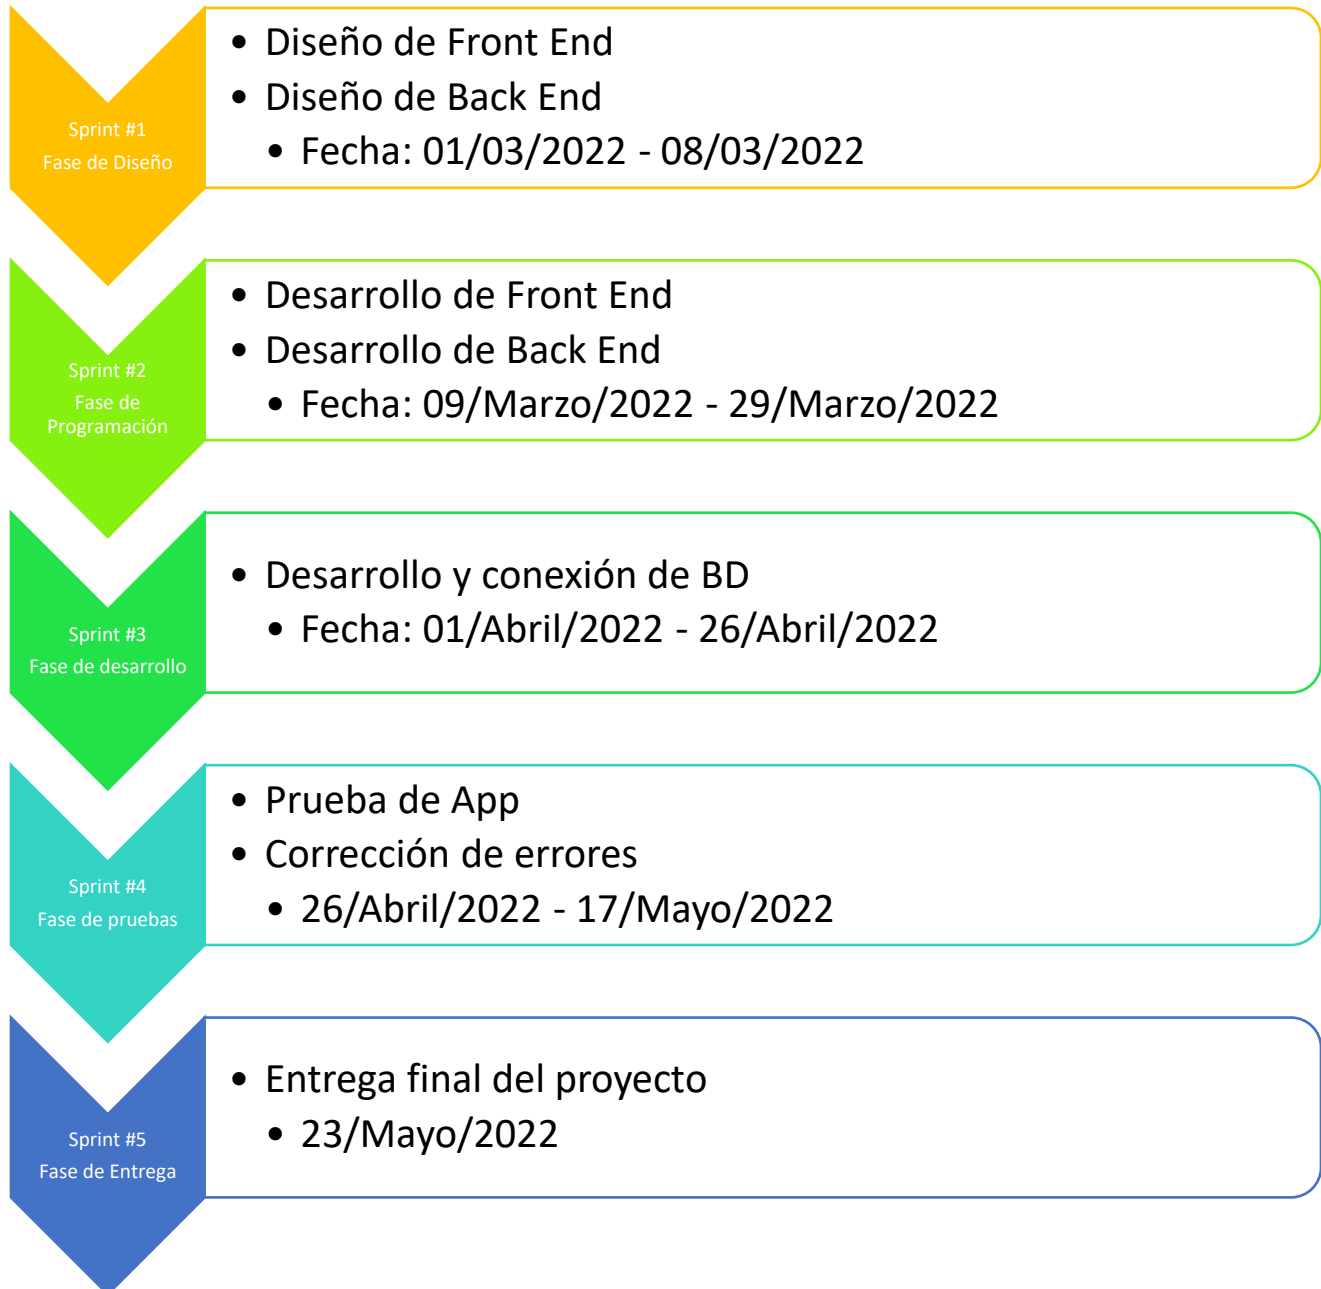 Sprint #1
Fase de Diseño
• Diseño de Front End
• Diseño de Back End
• Fecha: 01/03/2022 - 08/03/2022
Sprint #2
Fase de
Programación
• Desarrollo de Front End
• Desarrollo de Back End
• Fecha: 09/Marzo/2022 - 29/Marzo/2022
Sprint #3
Fase de desarrollo
• Desarrollo y conexión de BD
• Fecha: 01/Abril/2022 - 26/Abril/2022
Sprint #4
Fase de pruebas
• Prueba de App
• Corrección de errores
• 26/Abril/2022 - 17/Mayo/2022
Sprint #5
Fase de Entrega
• Entrega final del proyecto
• 23/Mayo/2022